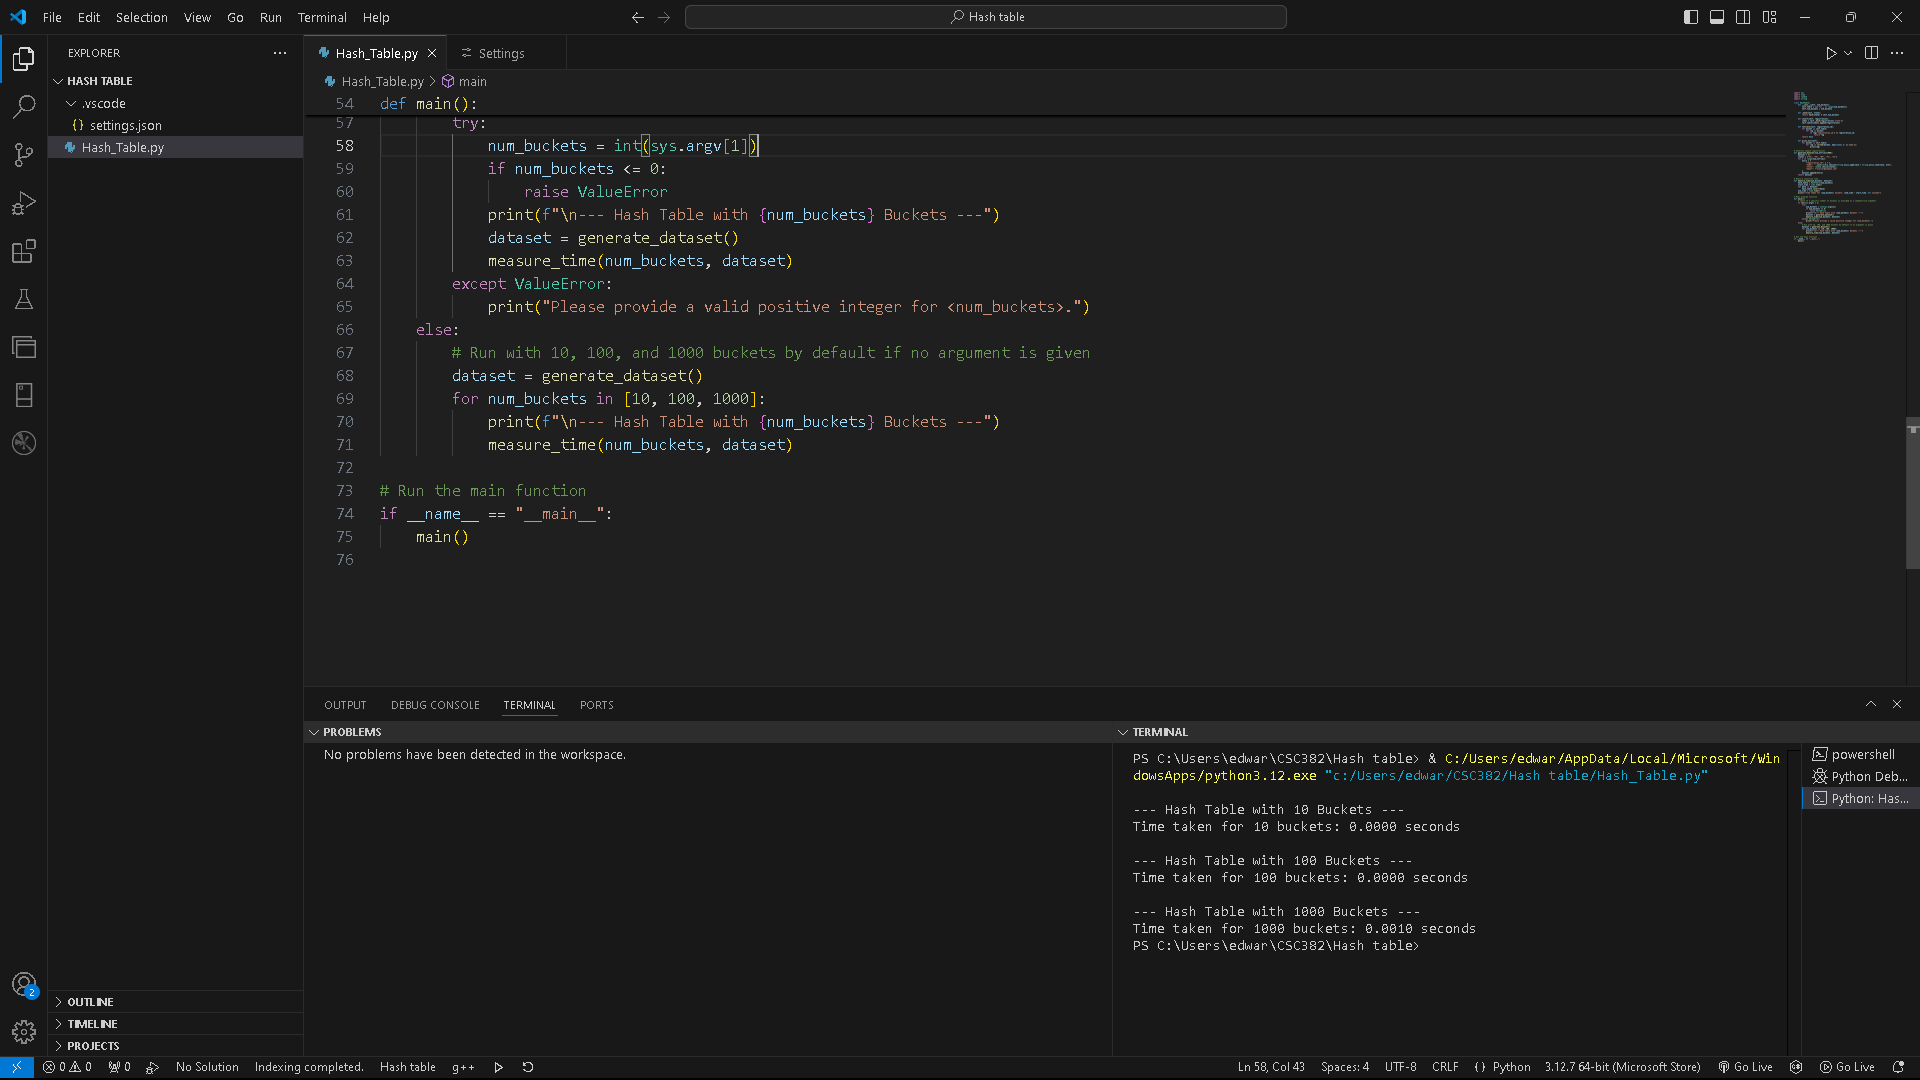 File Edit Selection View Go Run Terminal Help
Hash table
EXPLORER
HASH TABLE
.vscode
{} settings.json
Hash_Table.py
Hash_Table.py
Settings
Hash_Table.py > main
54 def main():
57 try:
58 num_buckets = int(sys.argv[1])
59 if num_buckets <= 0:
60 raise ValueError
61 print(f"\n--- Hash Table with {num_buckets} Buckets ---")
62 dataset = generate_dataset()
63 measure_time(num_buckets, dataset)
64 except ValueError:
65 print("Please provide a valid positive integer for <num_buckets>.")
66 else:
67 # Run with 10, 100, and 1000 buckets by default if no argument is given
68 dataset = generate_dataset()
69 for num_buckets in [10, 100, 1000]:
70 print(f"\n--- Hash Table with {num_buckets} Buckets ---")
71 measure_time(num_buckets, dataset)
72
73 # Run the main function
74 if __name__ == "__main__":
75 main()
76
OUTPUT DEBUG CONSOLE TERMINAL PORTS
PROBLEMS
No problems have been detected in the workspace.
TERMINAL
PS C:\Users\edwar\CSC382\Hash table> & C:/Users/edwar/AppData/Local/Microsoft/Win
dowsApps/python3.12.exe "c:/Users/edwar/CSC382/Hash table/Hash_Table.py"
--- Hash Table with 10 Buckets ---
Time taken for 10 buckets: 0.0000 seconds
--- Hash Table with 100 Buckets ---
Time taken for 100 buckets: 0.0000 seconds
--- Hash Table with 1000 Buckets ---
Time taken for 1000 buckets: 0.0010 seconds
PS C:\Users\edwar\CSC382\Hash table>
powershell
Python Deb...
Python: Has...
2
OUTLINE
TIMELINE
PROJECTS
0 0 0 No Solution Indexing completed. Hash table g++ Ln 58, Col 43 Spaces: 4 UTF-8 CRLF {} Python 3.12.7 64-bit (Microsoft Store) Go Live Go Live